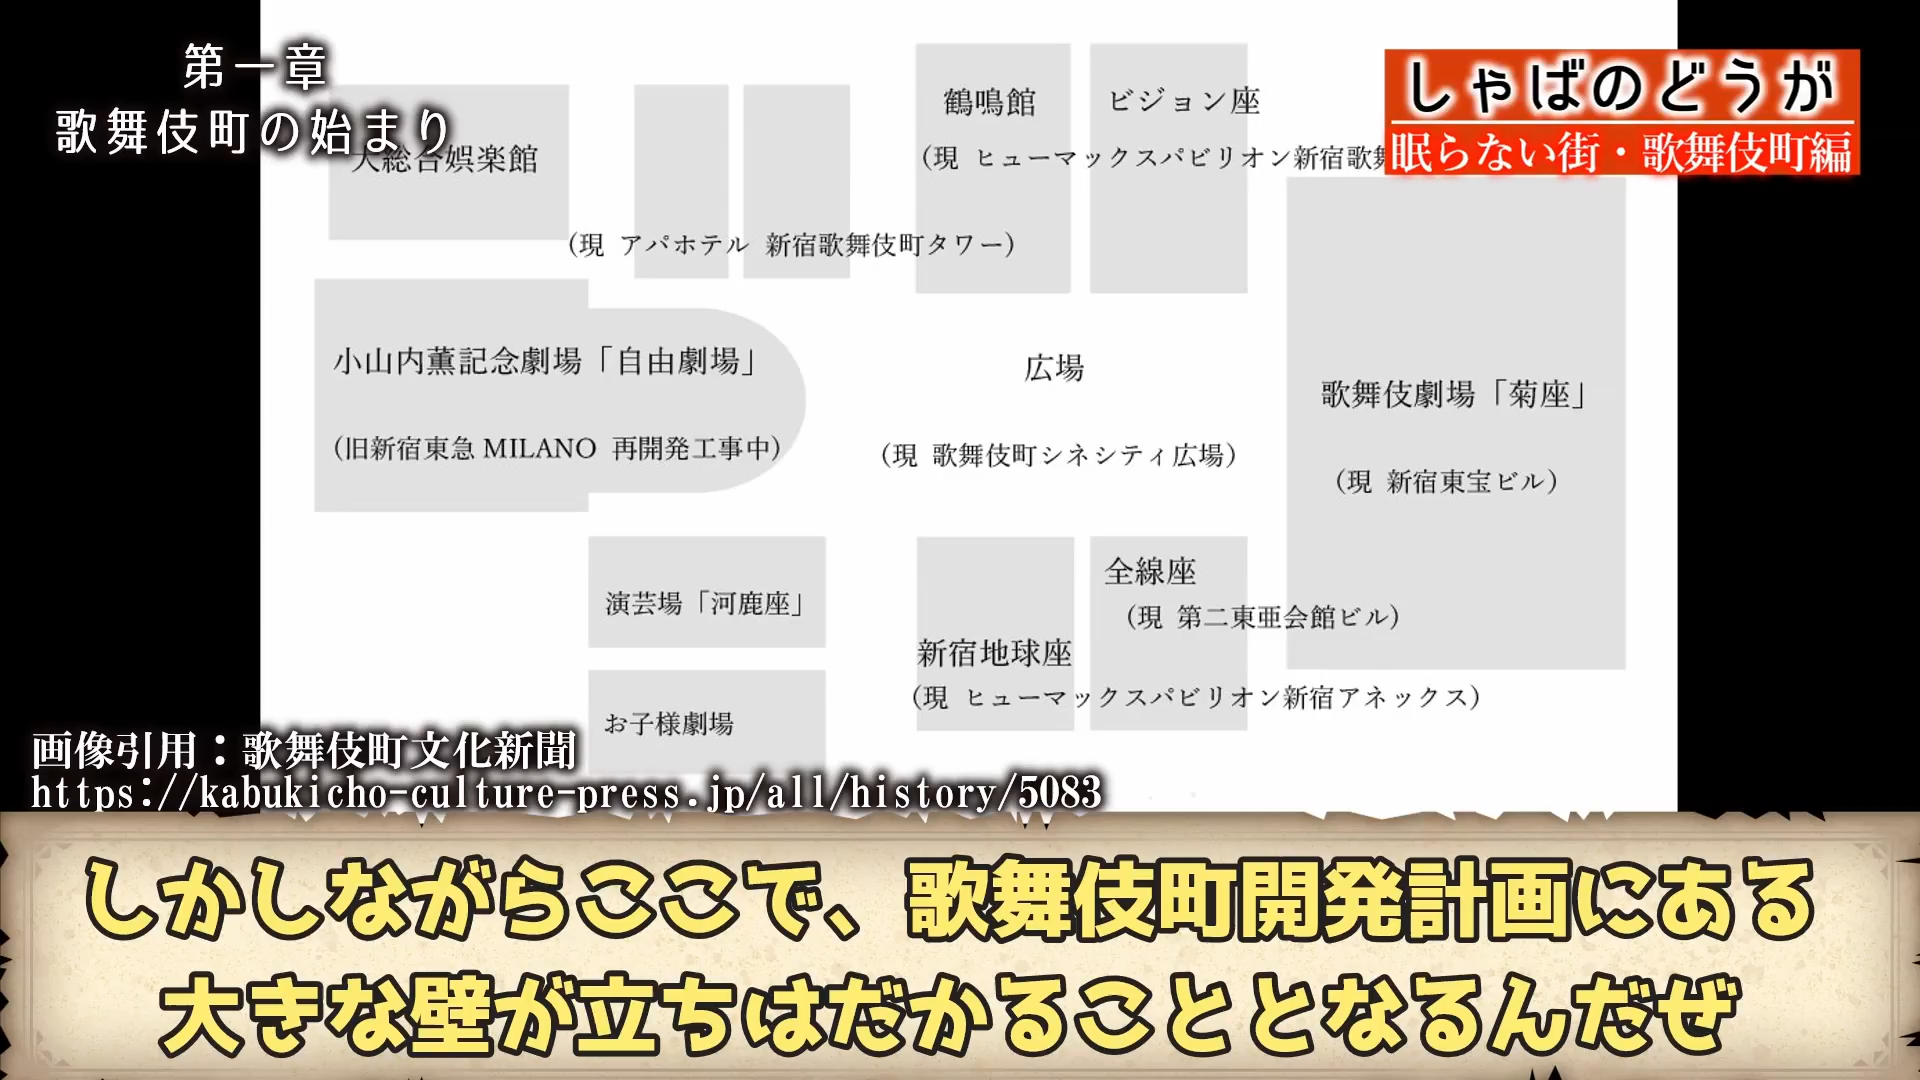 第一章
歌舞伎町の始まり
しゃばのどうが
眠らない街・歌舞伎町編
大総合娯楽館
鶴鳴館
ビジョン座
(現 ヒューマックスパビリオン新宿歌舞
(現 アパホテル 新宿歌舞伎町タワー)
小山内薫記念劇場「自由劇場」
(旧新宿東急 MILANO 再開発工事中)
広場
(現 歌舞伎町シネシティ広場)
歌舞伎劇場「菊座」
(現 新宿東宝ビル)
演芸場「河鹿座」
お子様劇場
全線座
(現 第二東亜会館ビル)
新宿地球座
(現 ヒューマックスパビリオン新宿アネックス)
画像引用：歌舞伎町文化新聞
https://kabukicho-culture-press.jp/all/history/5083
しかしながらここで、歌舞伎町開発計画にある
大きな壁が立ちはだかることとなるんだぜ